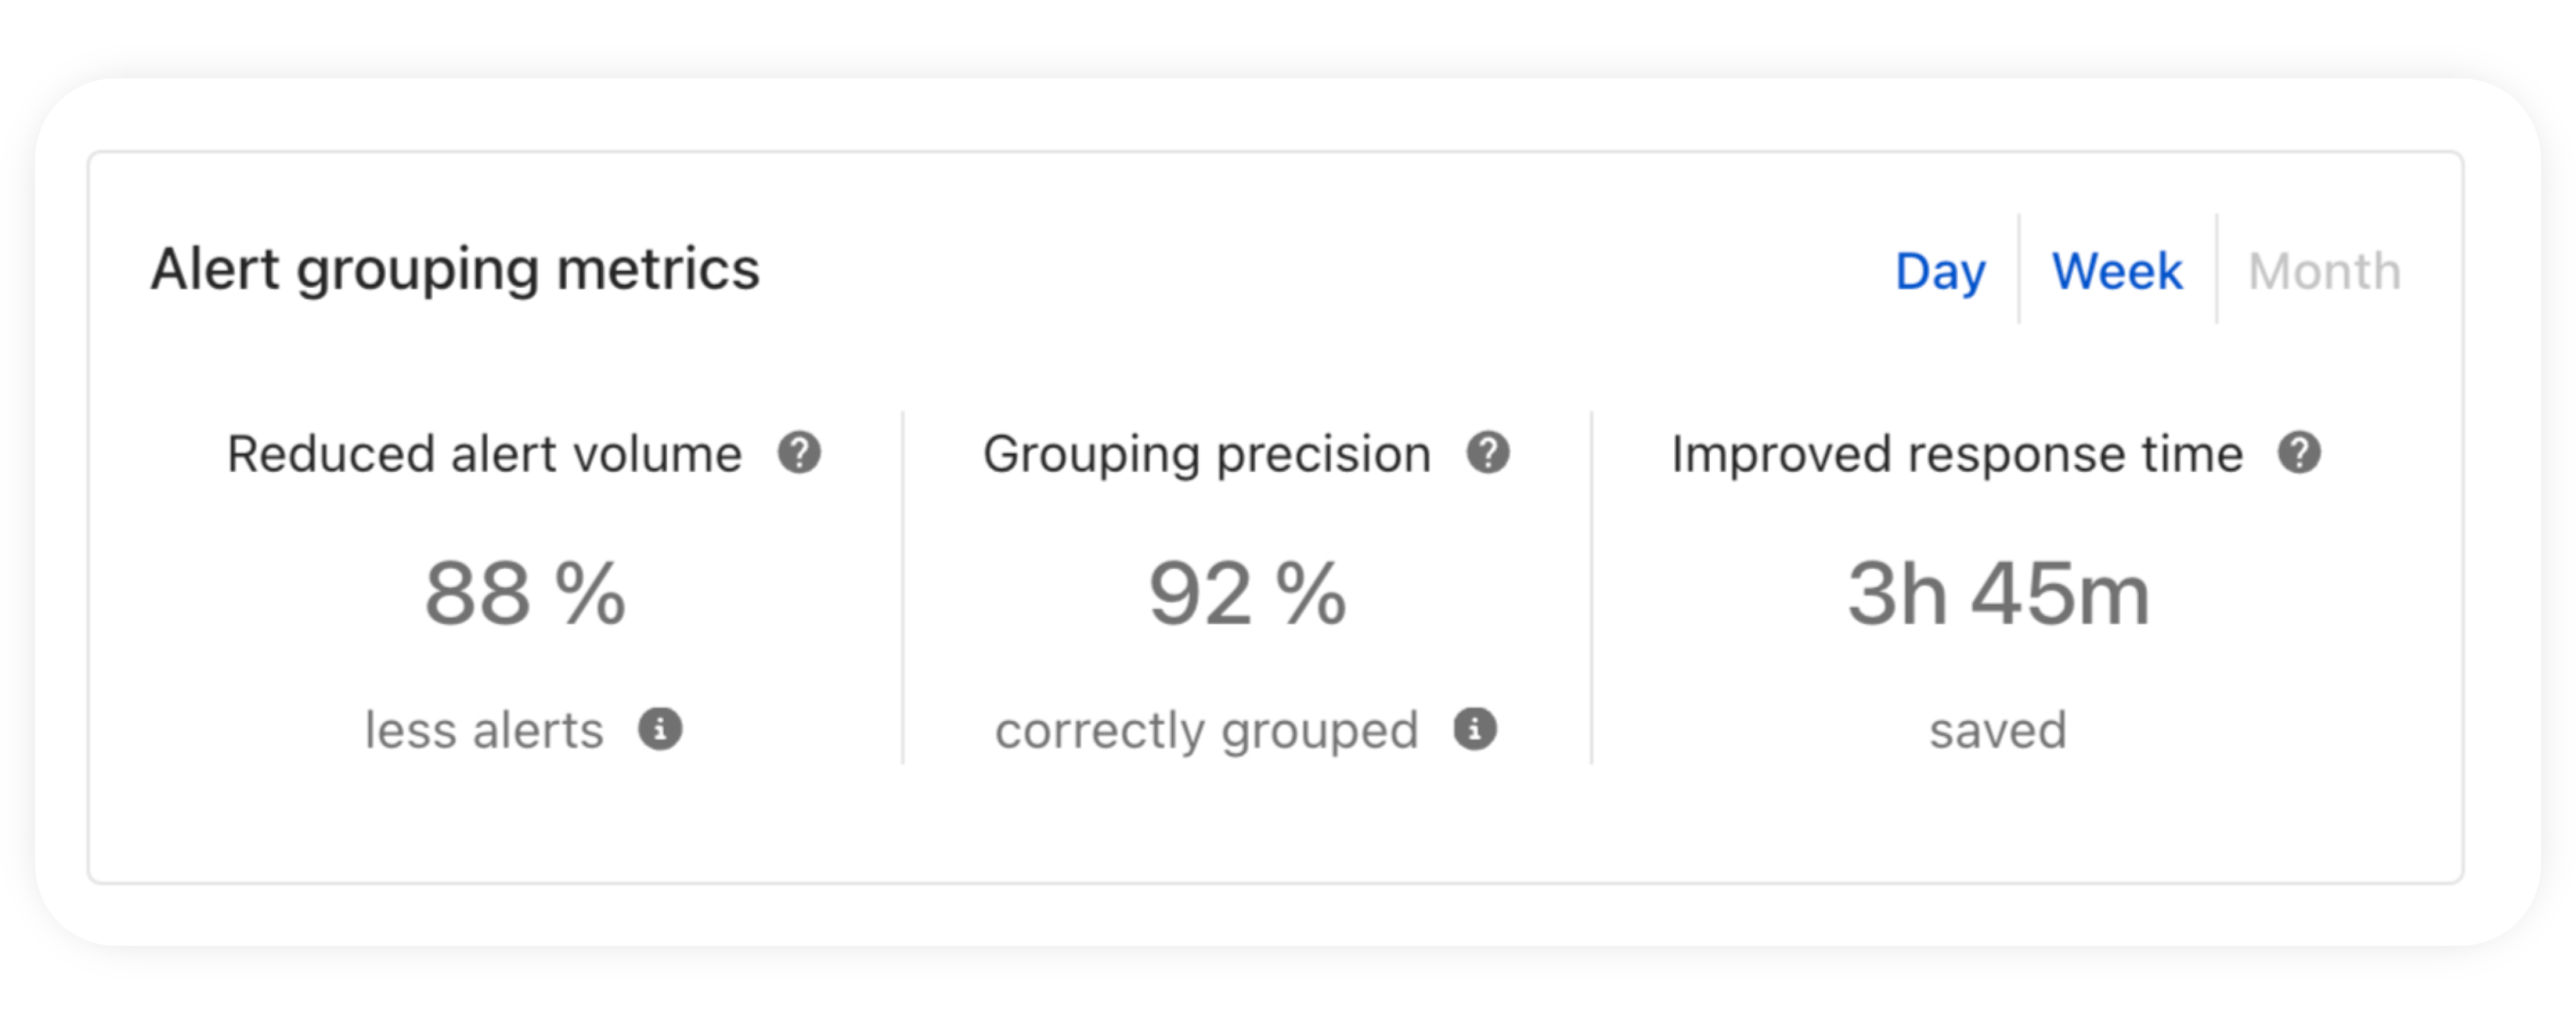 Alert grouping metrics
Day Week Month
Reduced alert volume ?
88 %
less alerts i
Grouping precision ?
92 %
correctly grouped i
Improved response time ?
3h 45m
saved